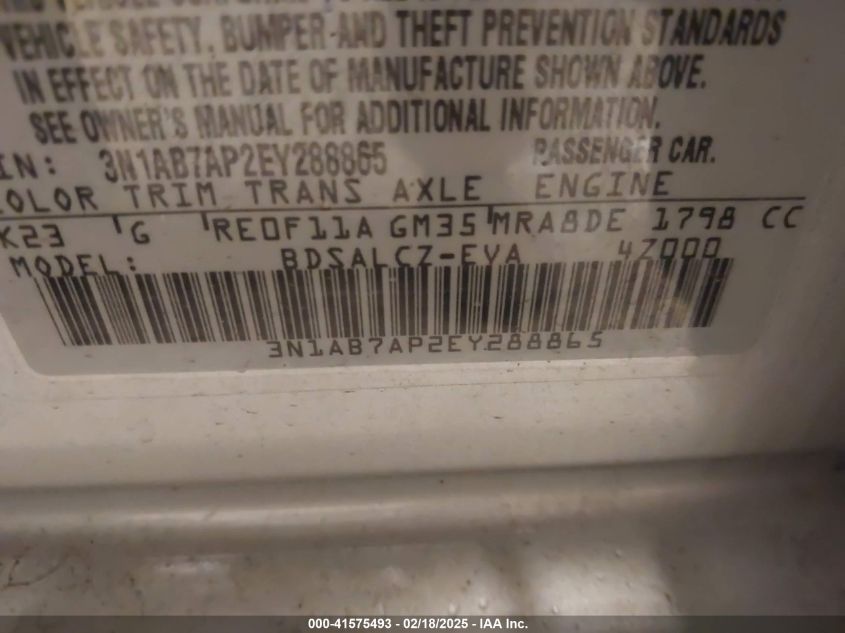 VEHICLE SAFETY, BUMPER AND THEFT PREVENTION STANDARDS
IN EFFECT ON THE DATE OF MANUFACTURE SHOWN ABOVE.
SEE OWNER'S MANUAL FOR ADDITIONAL INFORMATION.
IN: 3N1AB7AP2EY288865 PASSENGER CAR.
OLOR TRIM TRANS AXLE ENGINE
K23 G RE0F11A GM35 MRA8DE 1798 CC
MODEL: BDSALCZ-EVA 4Z000
3N1AB7AP2EY288865
000-41575493 - 02/18/2025 - IAA Inc.